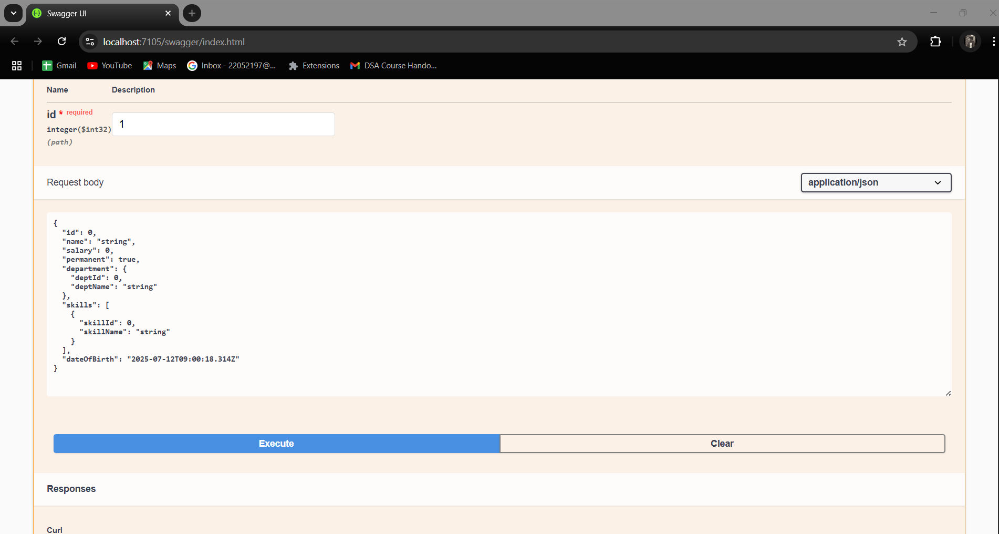 Swagger UI
localhost:7105/swagger/index.html
Gmail YouTube Maps Inbox - 22052197@... Extensions DSA Course Hando...
Name Description
id * required
integer($int32)
(path)
1
Request body
application/json
{
  "id": 0,
  "name": "string",
  "salary": 0,
  "permanent": true,
  "department": {
    "deptId": 0,
    "deptName": "string"
  },
  "skills": [
    {
      "skillId": 0,
      "skillName": "string"
    }
  ],
  "dateOfBirth": "2025-07-12T09:00:18.314Z"
}
Execute Clear
Responses
Curl